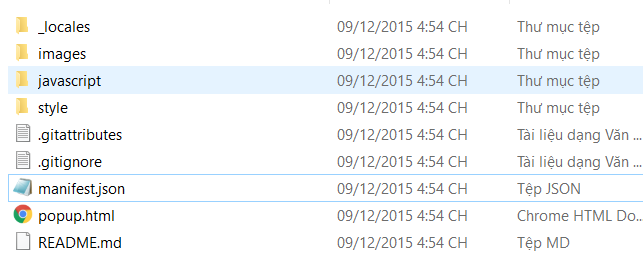 _locales 09/12/2015 4:54 CH Thư mục tệp
images 09/12/2015 4:54 CH Thư mục tệp
javascript 09/12/2015 4:54 CH Thư mục tệp
style 09/12/2015 4:54 CH Thư mục tệp
.gitattributes 09/12/2015 4:54 CH Tài liệu dạng Văn ...
.gitignore 09/12/2015 4:54 CH Tài liệu dạng Văn ...
manifest.json 09/12/2015 4:54 CH Tệp JSON
popup.html 09/12/2015 4:54 CH Chrome HTML Do...
README.md 09/12/2015 4:54 CH Tệp MD